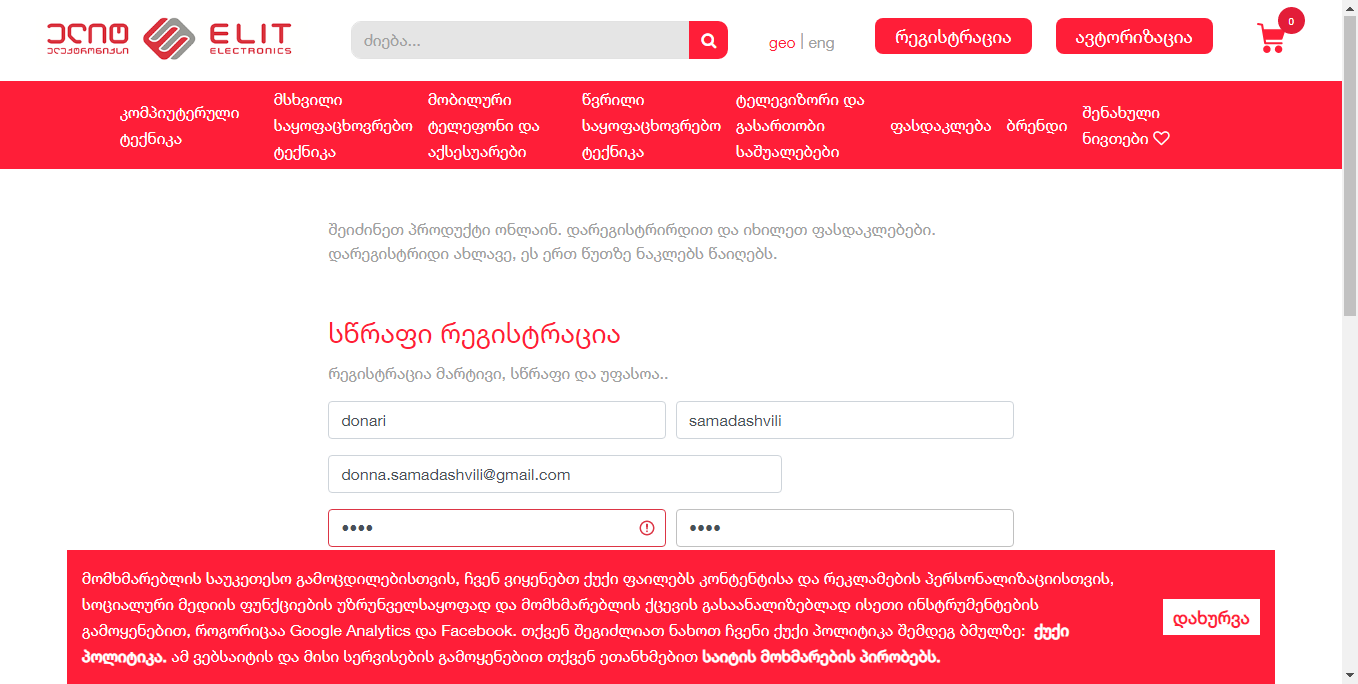 ელიტ
ელექტრონიქსი
ELIT
ELECTRONICS
ძიება...
geo | eng
რეგისტრაცია
ავტორიზაცია
0
კომპიუტერული
ტექნიკა
მსხვილი
საყოფაცხოვრებო
ტექნიკა
მობილური
ტელეფონი და
აქსესუარები
წვრილი
საყოფაცხოვრებო
ტექნიკა
ტელევიზორი და
გასართობი
საშუალებები
ფასდაკლება
ბრენდი
შენახული
ნივთები
შეიძინეთ პროდუქტი ონლაინ. დარეგისტრირდით და იხილეთ ფასდაკლებები.
დარეგისტრიდი ახლავე, ეს ერთ წუთზე ნაკლებს წაიღებს.
სწრაფი რეგისტრაცია
რეგისტრაცია მარტივი, სწრაფი და უფასოა..
donari
samadashvili
donna.samadashvili@gmail.com
მომხმარებლის საუკეთესო გამოცდილებისთვის, ჩვენ ვიყენებთ ქუქი ფაილებს კონტენტისა და რეკლამების პერსონალიზაციისთვის,
სოციალური მედიის ფუნქციების უზრუნველსაყოფად და მომხმარებლის ქცევის გასაანალიზებლად ისეთი ინსტრუმენტების
გამოყენებით, როგორიცაა Google Analytics და Facebook. თქვენ შეგიძლიათ ნახოთ ჩვენი ქუქი პოლიტიკა შემდეგ ბმულზე: ქუქი
პოლიტიკა. ამ ვებსაიტის და მისი სერვისების გამოყენებით თქვენ ეთანხმებით საიტის მოხმარების პირობებს.
დახურვა